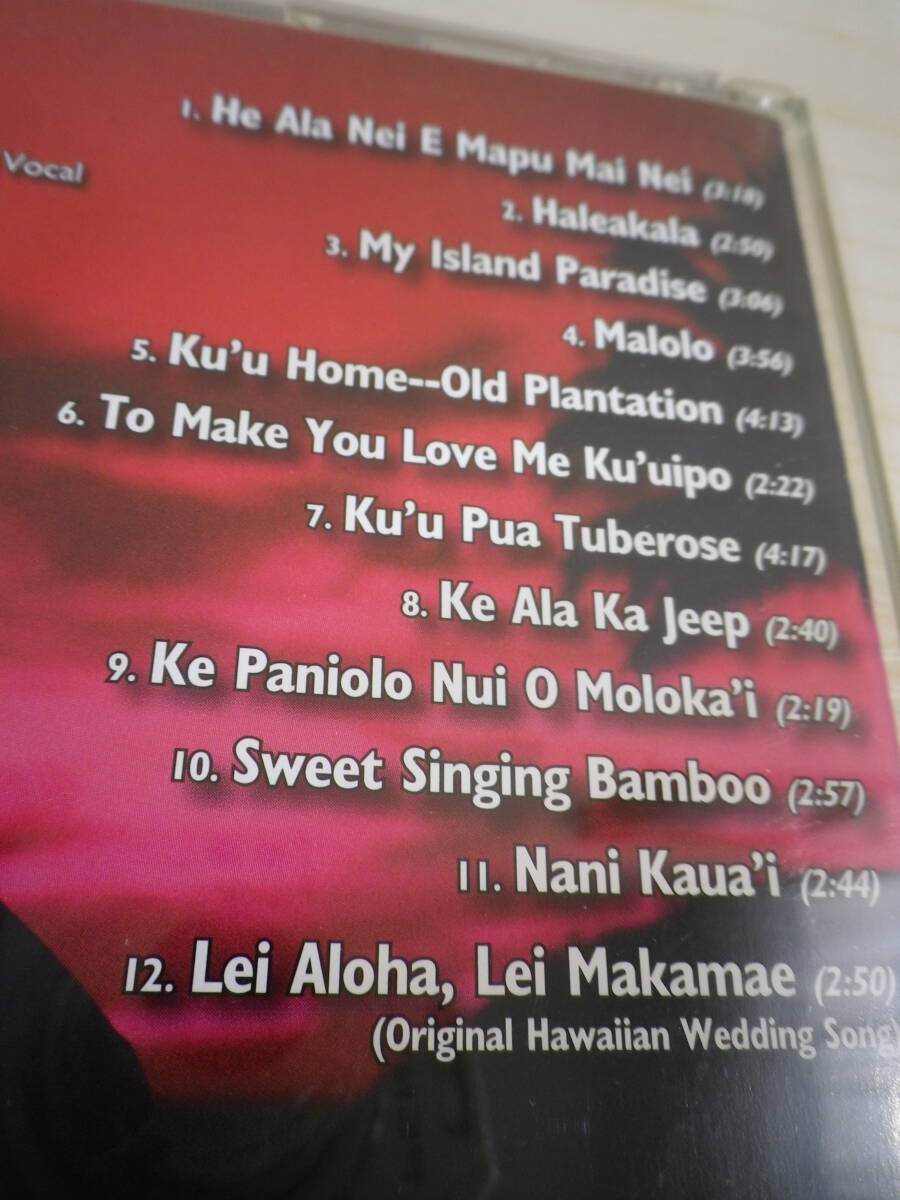 1. He Ala Nei E Mapu Mai Nei (3:18)
Vocal
2. Haleakala (2:50)
3. My Island Paradise (3:06)
4. Malolo (3:56)
5. Ku'u Home--Old Plantation (4:13)
6. To Make You Love Me Ku'uipo (2:22)
7. Ku'u Pua Tuberose (4:17)
8. Ke Ala Ka Jeep (2:40)
9. Ke Paniolo Nui O Moloka'i (2:19)
10. Sweet Singing Bamboo (2:57)
11. Nani Kaua'i (2:44)
12. Lei Aloha, Lei Makamae (2:50)
(Original Hawaiian Wedding Song)